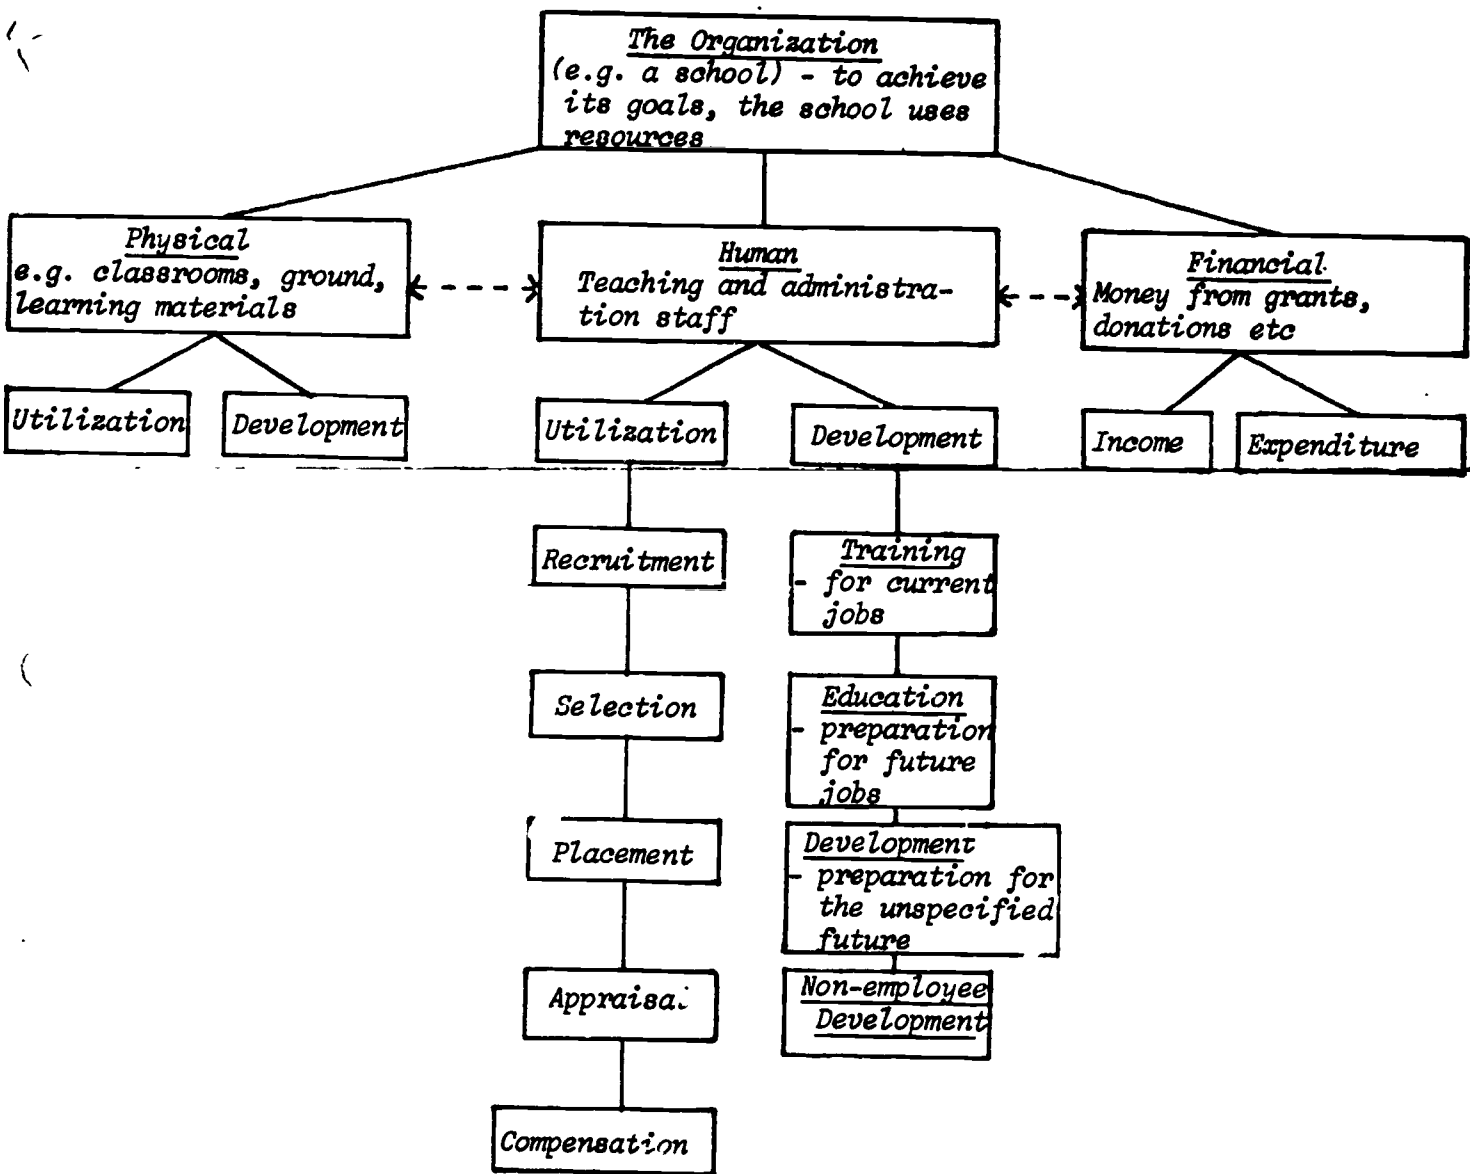 The Organization
(e.g. a school) - to achieve
its goals, the school uses
resources
Physical
e.g. classrooms, ground,
learning materials
Human
Teaching and administra-
tion staff
Financial
Money from grants,
donations etc
Utilization
Development
Utilization
Development
Income
Expenditure
Recruitment
Selection
Placement
Appraisal
Compensation
Training
- for current
jobs
Education
- preparation
for future
jobs
Development
- preparation for
the unspecified
future
Non-employee
Development